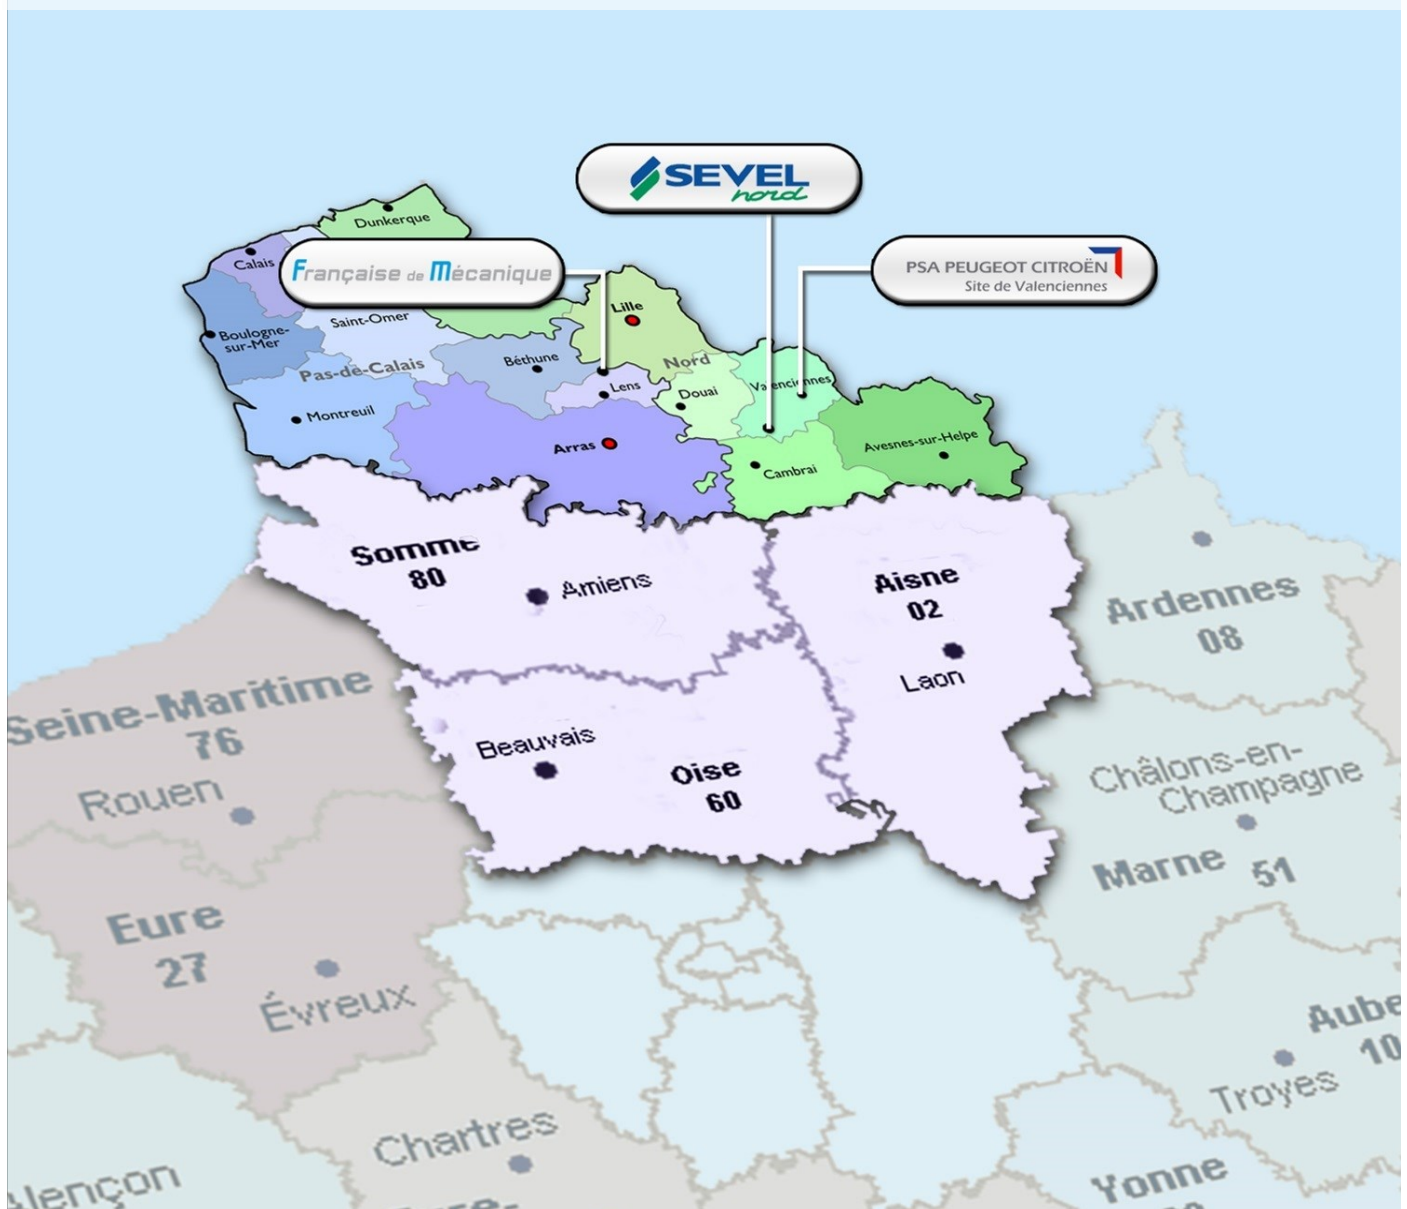 SEVEL
nord
Dunkerque
Calais
Française de Mécanique
PSA PEUGEOT CITROËN
Site de Valenciennes
Lille
Saint-Omer
Boulogne-
sur-Mer
Béthune
Nord
Pas-de-Calais
Lens
Douai
Valenciennes
Montreuil
Arras
Avesnes-sur-Helpe
Cambrai
Somme
80
Amiens
Aisne
02
Ardennes
08
Laon
Seine-Maritime
76
Rouen
Beauvais
Oise
60
Châlons-en-
Champagne
Marne 51
Eure
27
Évreux
Aube
10
Troyes
Chartres
Yonne